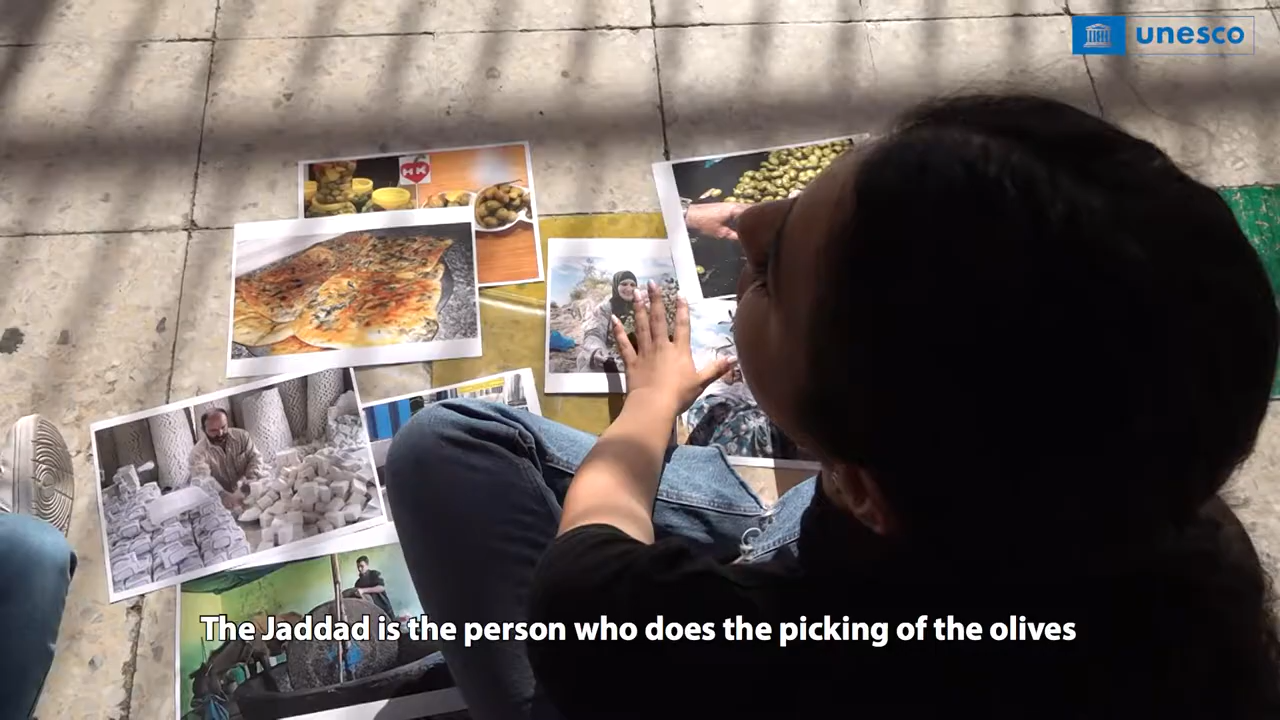 unesco
HK
The Jaddad is the person who does the picking of the olives